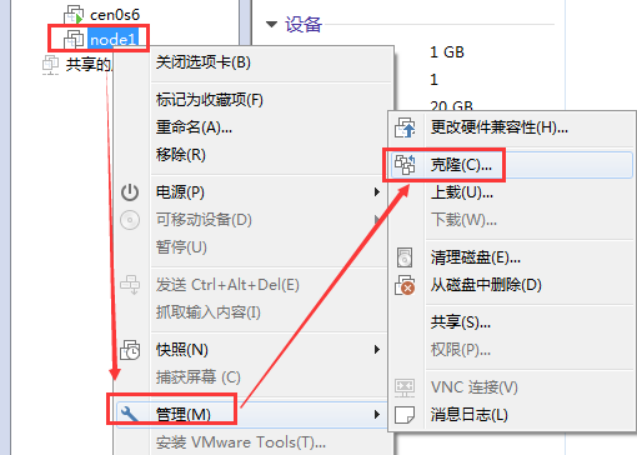 cen0s6
node1
共享的
设备
1 GB
1
20 GB
关闭选项卡(B)
标记为收藏项(F)
重命名(A)...
移除(R)
电源(P)
可移动设备(D)
暂停(U)
发送 Ctrl+Alt+Del(E)
抓取输入内容(I)
快照(N)
捕获屏幕 (C)
管理(M)
安装 VMware Tools(T)...
更改硬件兼容性(H)...
克隆(C)...
上载(U)...
下载(W)...
清理磁盘(E)...
从磁盘中删除(D)
共享(S)...
权限(P)...
VNC 连接(V)
消息日志(L)